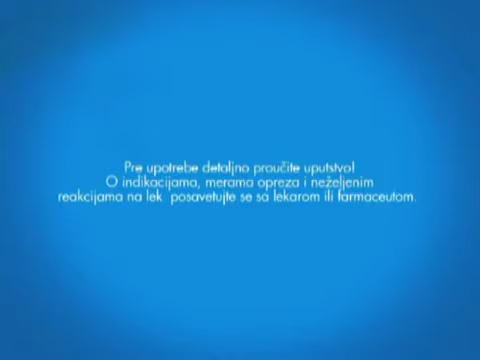 Pre upotrebe detaljno proučite uputstvo!
O indikacijama, merama opreza i neželjenim
reakcijama na lek posavetujte se sa lekarom ili farmaceutom.